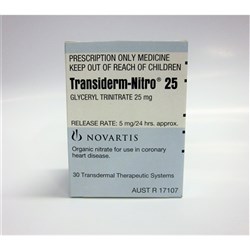 PRESCRIPTION ONLY MEDICINE
KEEP OUT OF REACH OF CHILDREN
Transiderm-Nitro® 25
GLYCERYL TRINITRATE 25 mg
RELEASE RATE: 5 mg/24 hrs. approx.
NOVARTIS
Organic nitrate for use in coronary
heart disease.
30 Transdermal Therapeutic Systems
AUST R 17107